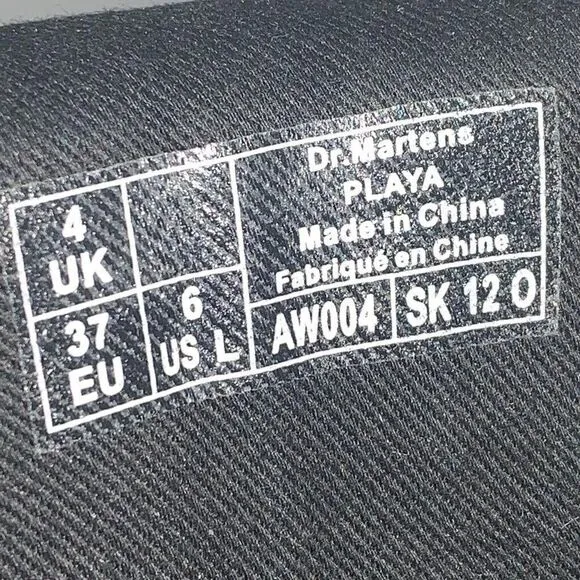 4
UK
37
EU
6
US L
Dr.Martens
PLAYA
Made in China
Fabriqué en Chine
AW004
SK 12 O